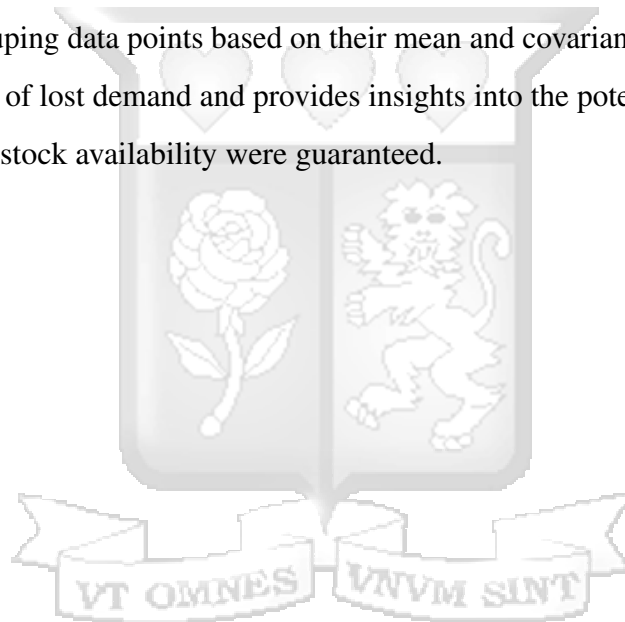 uping data points based on their mean and covarian
of lost demand and provides insights into the pote
stock availability were guaranteed.
VT OMNES VNVM SINT